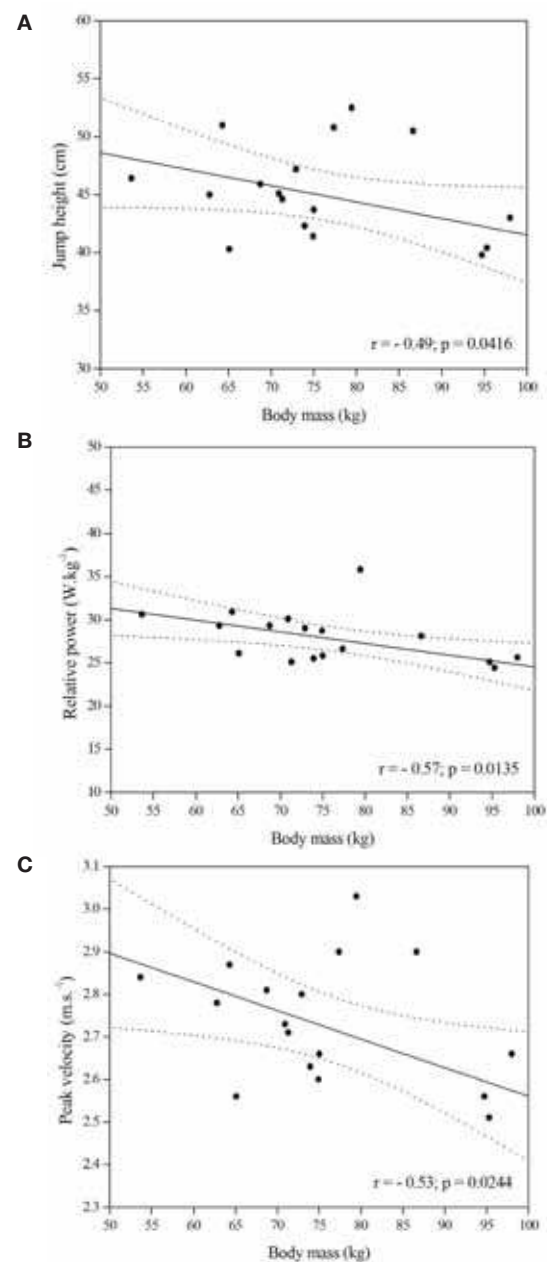 A
60
55
50
45
40
35
30
Jump height (cm)
r = - 0.49; p = 0.0416
50 55 60 65 70 75 80 85 90 95 100
Body mass (kg)
B
50
45
40
35
30
25
20
15
10
Relative power (W.kg⁻¹)
r = - 0.57; p = 0.0135
50 55 60 65 70 75 80 85 90 95 100
Body mass (kg)
C
3.1
3.0
2.9
2.8
2.7
2.6
2.5
2.4
2.3
Peak velocity (m.s⁻¹)
r = - 0.53; p = 0.0244
50 55 60 65 70 75 80 85 90 95 100
Body mass (kg)